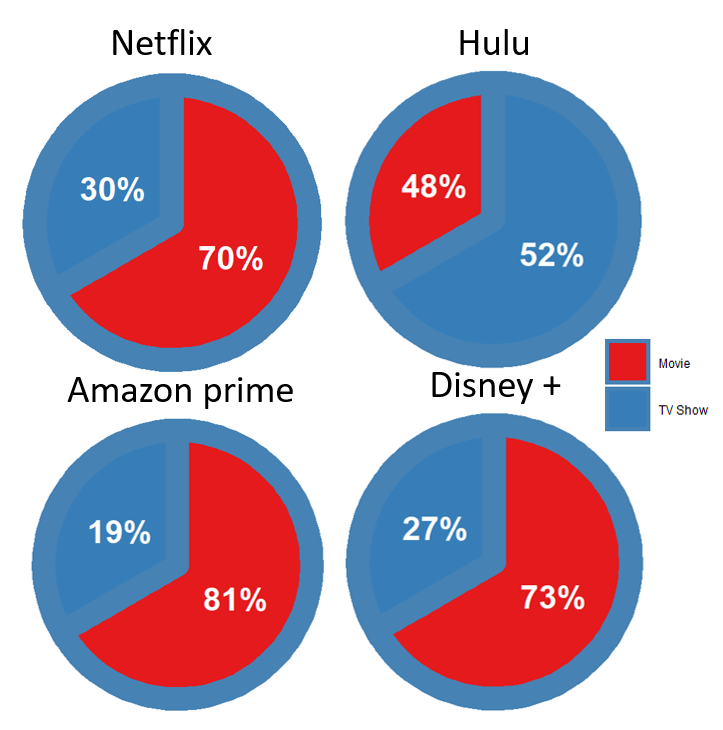 Netflix
Hulu
30%
70%
48%
52%
Movie
TV Show
Amazon prime
Disney +
19%
81%
27%
73%